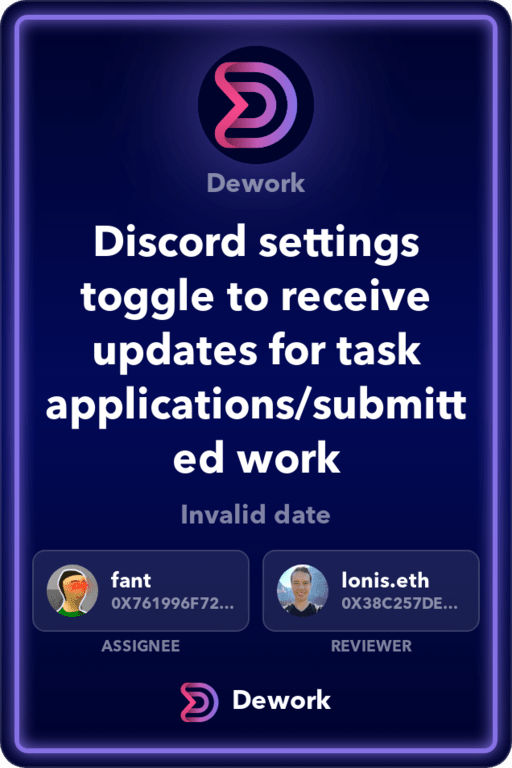 Dework
Discord settings
toggle to receive
updates for task
applications/submitt
ed work
Invalid date
fant
0X761996F72...
lonis.eth
0X38C257DE...
ASSIGNEE
REVIEWER
Dework